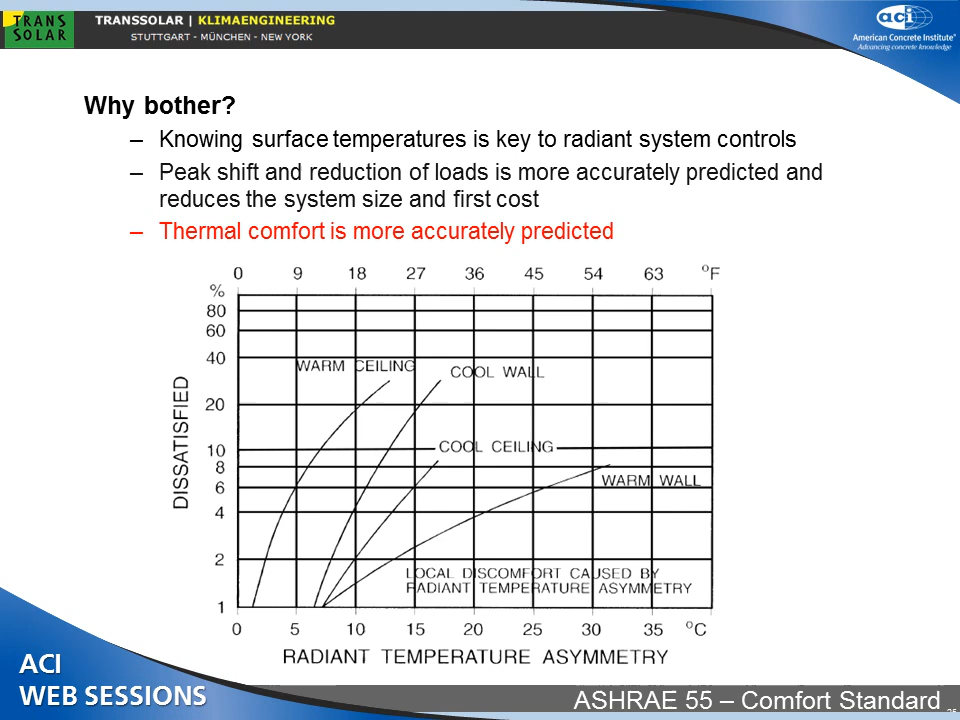 TRANS
SOLAR
TRANSSOLAR | KLIMAENGINEERING
STUTTGART - MÜNCHEN - NEW YORK
aci
American Concrete Institute®
Advancing concrete knowledge
Why bother?
– Knowing surface temperatures is key to radiant system controls
– Peak shift and reduction of loads is more accurately predicted and
reduces the system size and first cost
– Thermal comfort is more accurately predicted
0 9 18 27 36 45 54 63 °F
%
80
60
40
20
10
8
6
4
2
1
DISSATISFIED
WARM CEILING
COOL WALL
COOL CEILING
WARM WALL
LOCAL DISCOMFORT CAUSED BY
RADIANT TEMPERATURE ASYMMETRY
0 5 10 15 20 25 30 35 °C
RADIANT TEMPERATURE ASYMMETRY
ACI
WEB SESSIONS
ASHRAE 55 – Comfort Standard